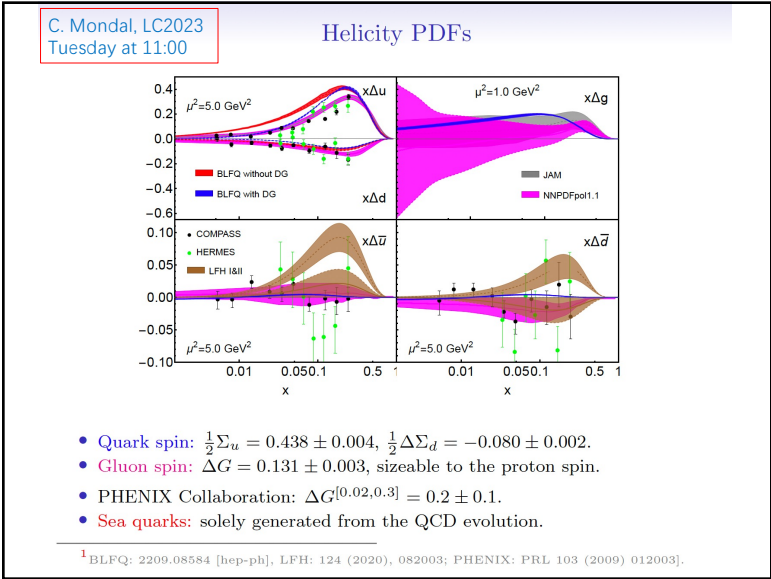 C. Mondal, LC2023
Tuesday at 11:00
Helicity PDFs
0.4
0.2
0.0
−0.2
−0.4
−0.6
μ²=5.0 GeV²
xΔu
BLFQ without DG
BLFQ with DG
xΔd
μ²=1.0 GeV²
xΔg
JAM
NNPDFpol1.1
0.10
0.05
0.00
−0.05
−0.10
COMPASS
HERMES
LFH I&II
xΔu̅
μ²=5.0 GeV²
xΔd̅
μ²=5.0 GeV²
0.01 0.05 0.1 0.5 1 0.01 0.05 0.1 0.5 1
x x
• Quark spin: ½Σ_u = 0.438 ± 0.004, ½ΔΣ_d = −0.080 ± 0.002.
• Gluon spin: ΔG = 0.131 ± 0.003, sizeable to the proton spin.
• PHENIX Collaboration: ΔG^[0.02,0.3] = 0.2 ± 0.1.
• Sea quarks: solely generated from the QCD evolution.
¹BLFQ: 2209.08584 [hep-ph], LFH: 124 (2020), 082003; PHENIX: PRL 103 (2009) 012003].